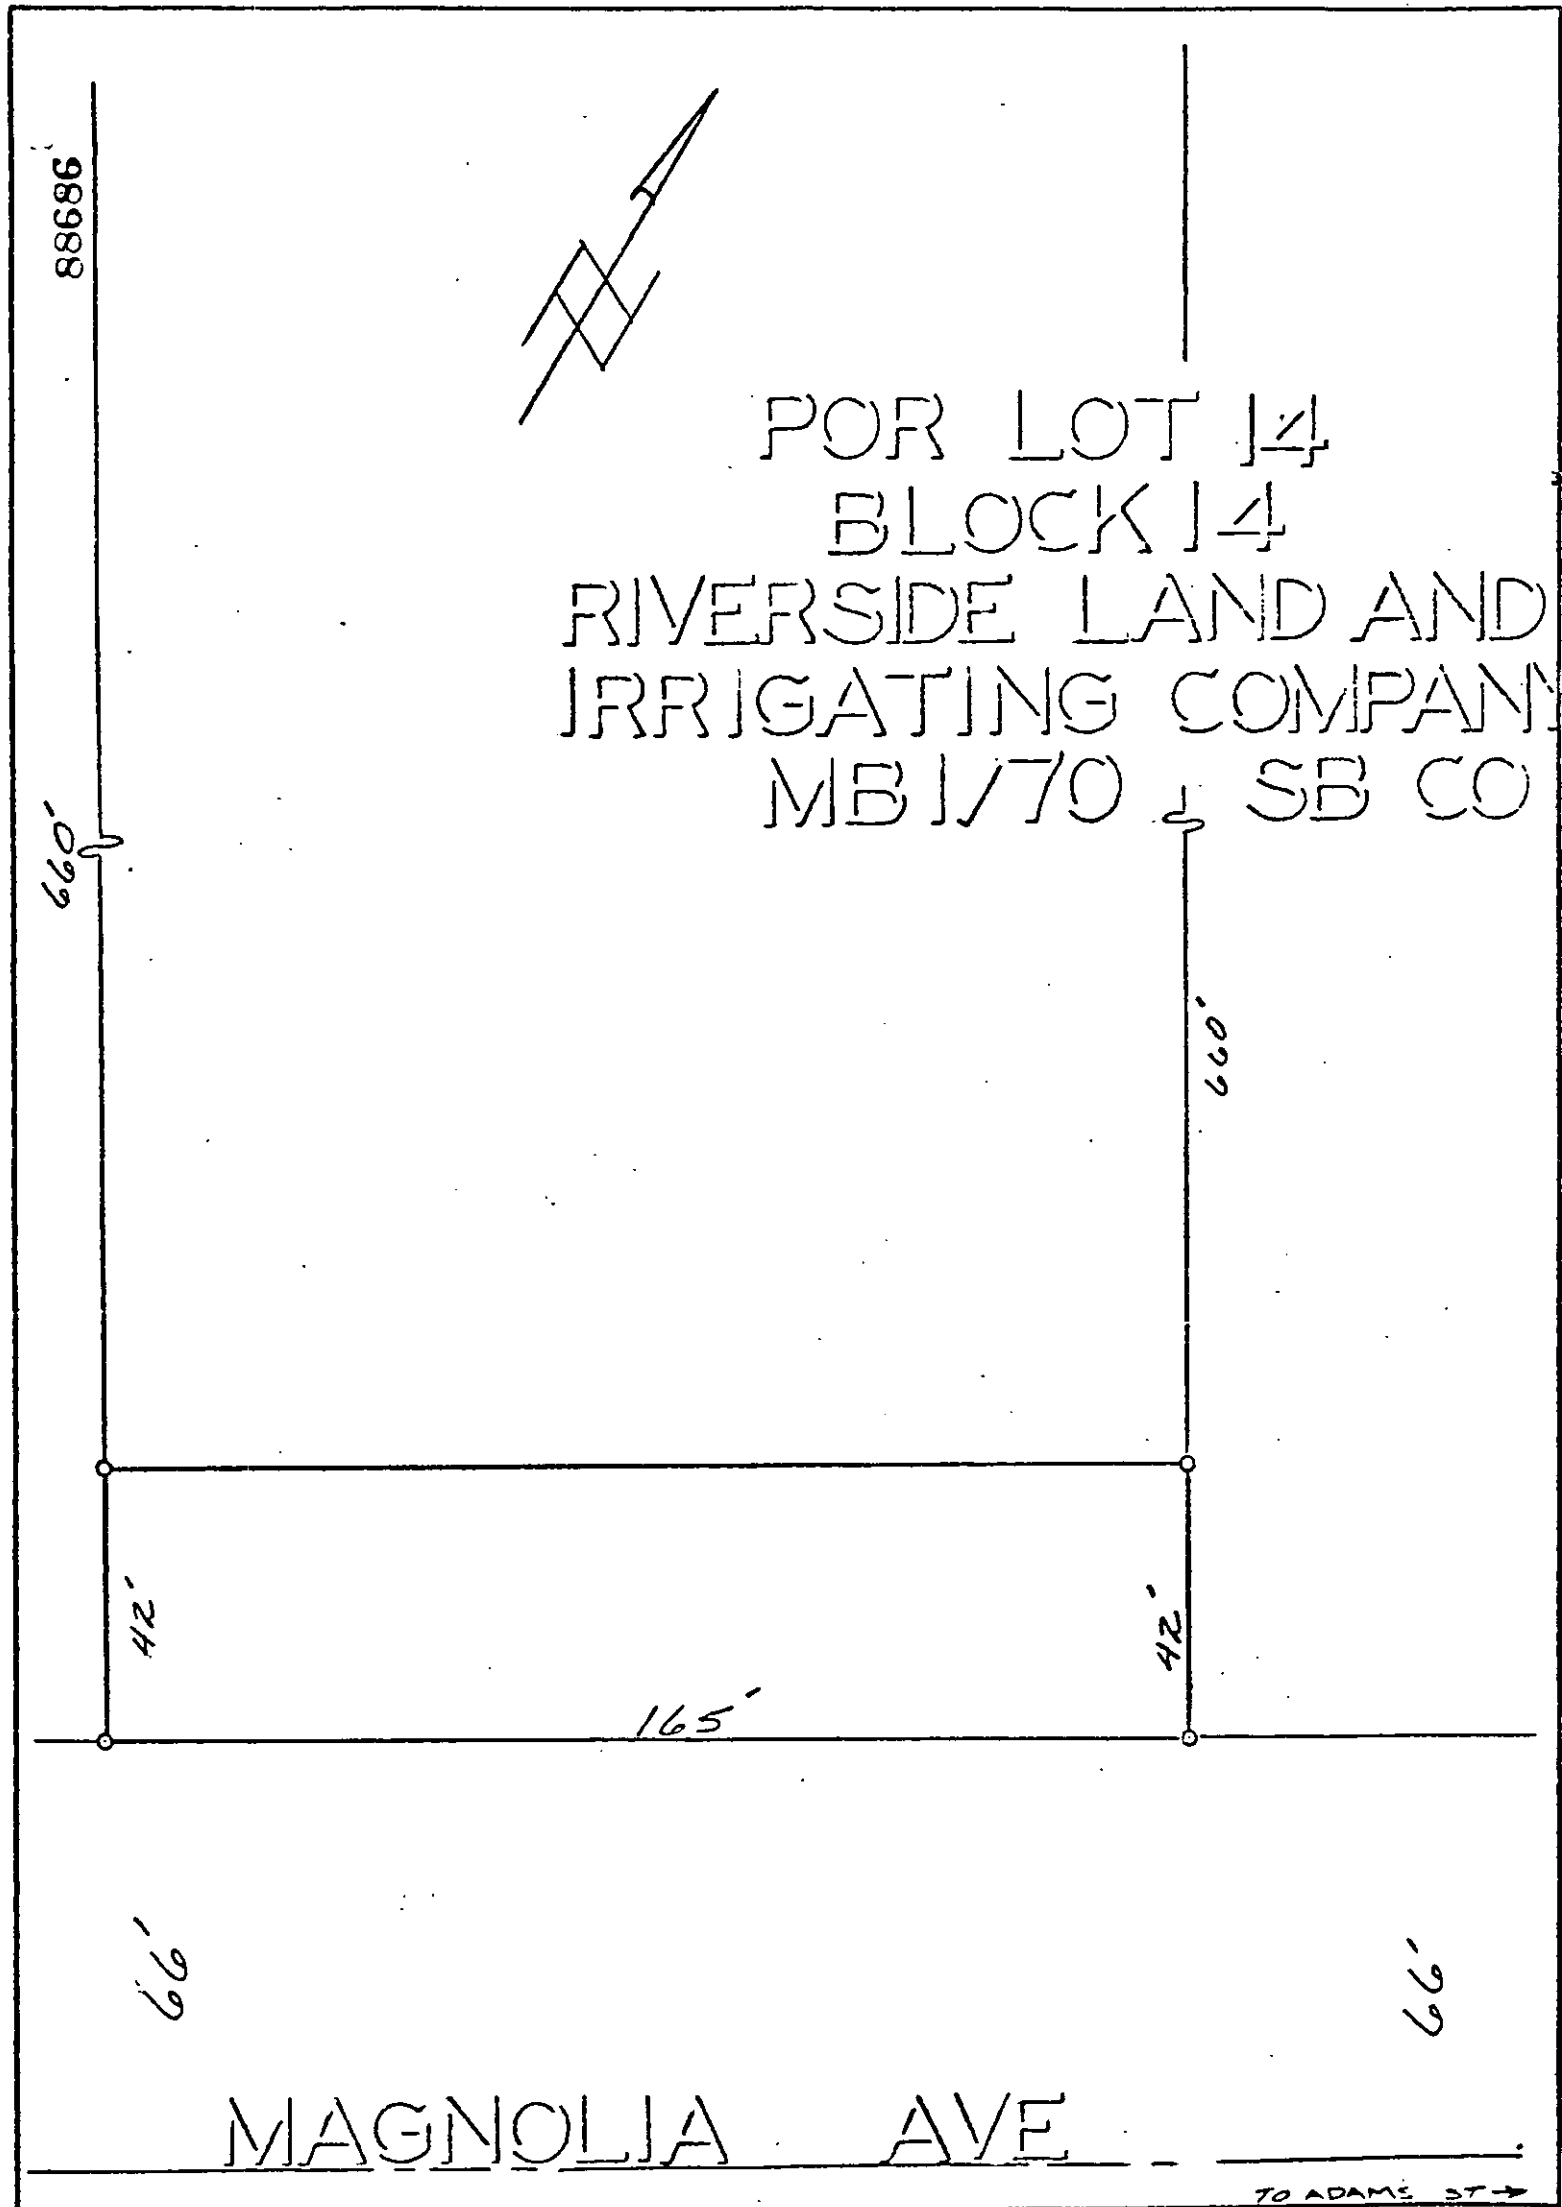 88686
POR LOT 14
BLOCK 14
RIVERSIDE LAND AND
IRRIGATING COMPANY
MB 1/70 SB CO
660'
660'
42'
42'
165'
66'
66'
MAGNOLIA AVE
TO ADAMS ST →